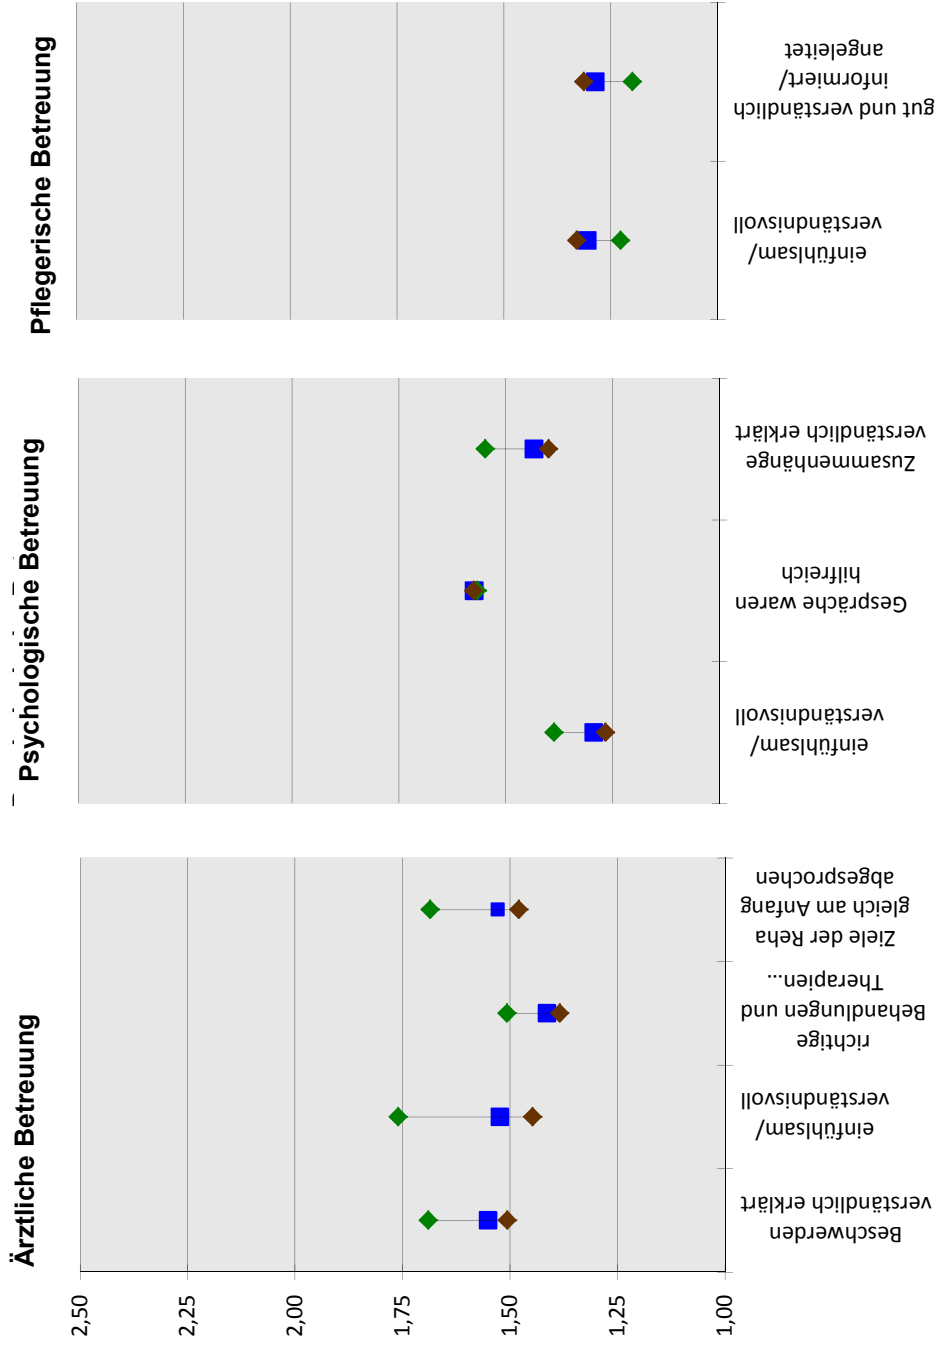 Ärztliche Betreuung
2,50
2,25
2,00
1,75
1,50
1,25
1,00
Beschwerden
verständlich erklärt
einfühlsam/
verständnisvoll
richtige
Behandlungen und
Therapien...
Ziele der Reha
gleich am Anfang
abgesprochen
Psychologische Betreuung
einfühlsam/
verständnisvoll
Gespräche waren
hilfreich
Zusammenhänge
verständlich erklärt
Pflegerische Betreuung
einfühlsam/
verständnisvoll
gut und verständlich
informiert/
angeleitet